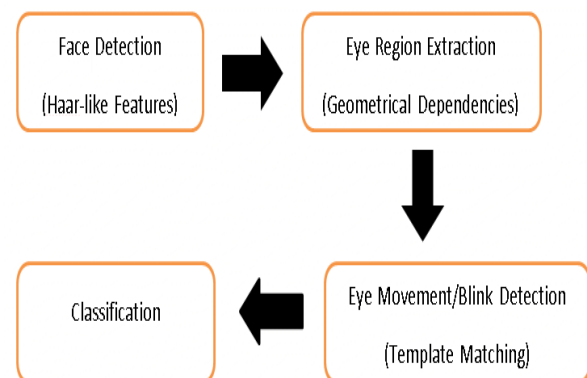 Face Detection
(Haar-like Features)
Eye Region Extraction
(Geometrical Dependencies)
Eye Movement/Blink Detection
(Template Matching)
Classification